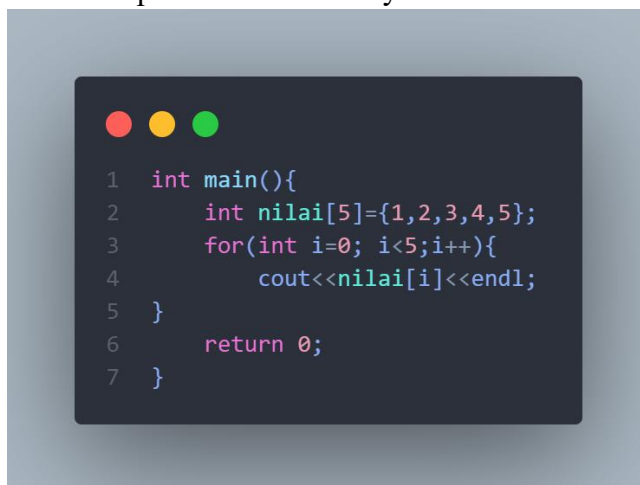 1 int main(){
2 int nilai[5]={1,2,3,4,5};
3 for(int i=0; i<5;i++){
4 cout<<nilai[i]<<endl;
5 }
6 return 0;
7 }